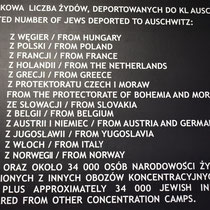 KOWA LICZBA ŻYDÓW, DEPORTOWANYCH DO KL AUSC
TED NUMBER OF JEWS DEPORTED TO AUSCHWITZ:
Z WĘGIER / FROM HUNGARY
Z POLSKI / FROM POLAND
Z FRANCJI / FROM FRANCE
Z HOLANDII / FROM THE NETHERLANDS
Z GRECJI / FROM GREECE
Z PROTEKTORATU CZECH I MORAW
FROM THE PROTECTORATE OF BOHEMIA AND MOR
ZE SŁOWACJI / FROM SLOVAKIA
Z BELGII / FROM BELGIUM
Z AUSTRII I NIEMIEC / FROM AUSTRIA AND GERMAN
Z JUGOSŁAWII / FROM YUGOSLAVIA
Z WŁOCH / FROM ITALY
Z NORWEGII / FROM NORWAY
ORAZ OKOŁO 34 000 OSÓB NARODOWOŚCI ŻY
IONYCH Z INNYCH OBOZÓW KONCENTRACYJNYC
PLUS APPROXIMATELY 34 000 JEWISH IN
RED FROM OTHER CONCENTRATION CAMPS.